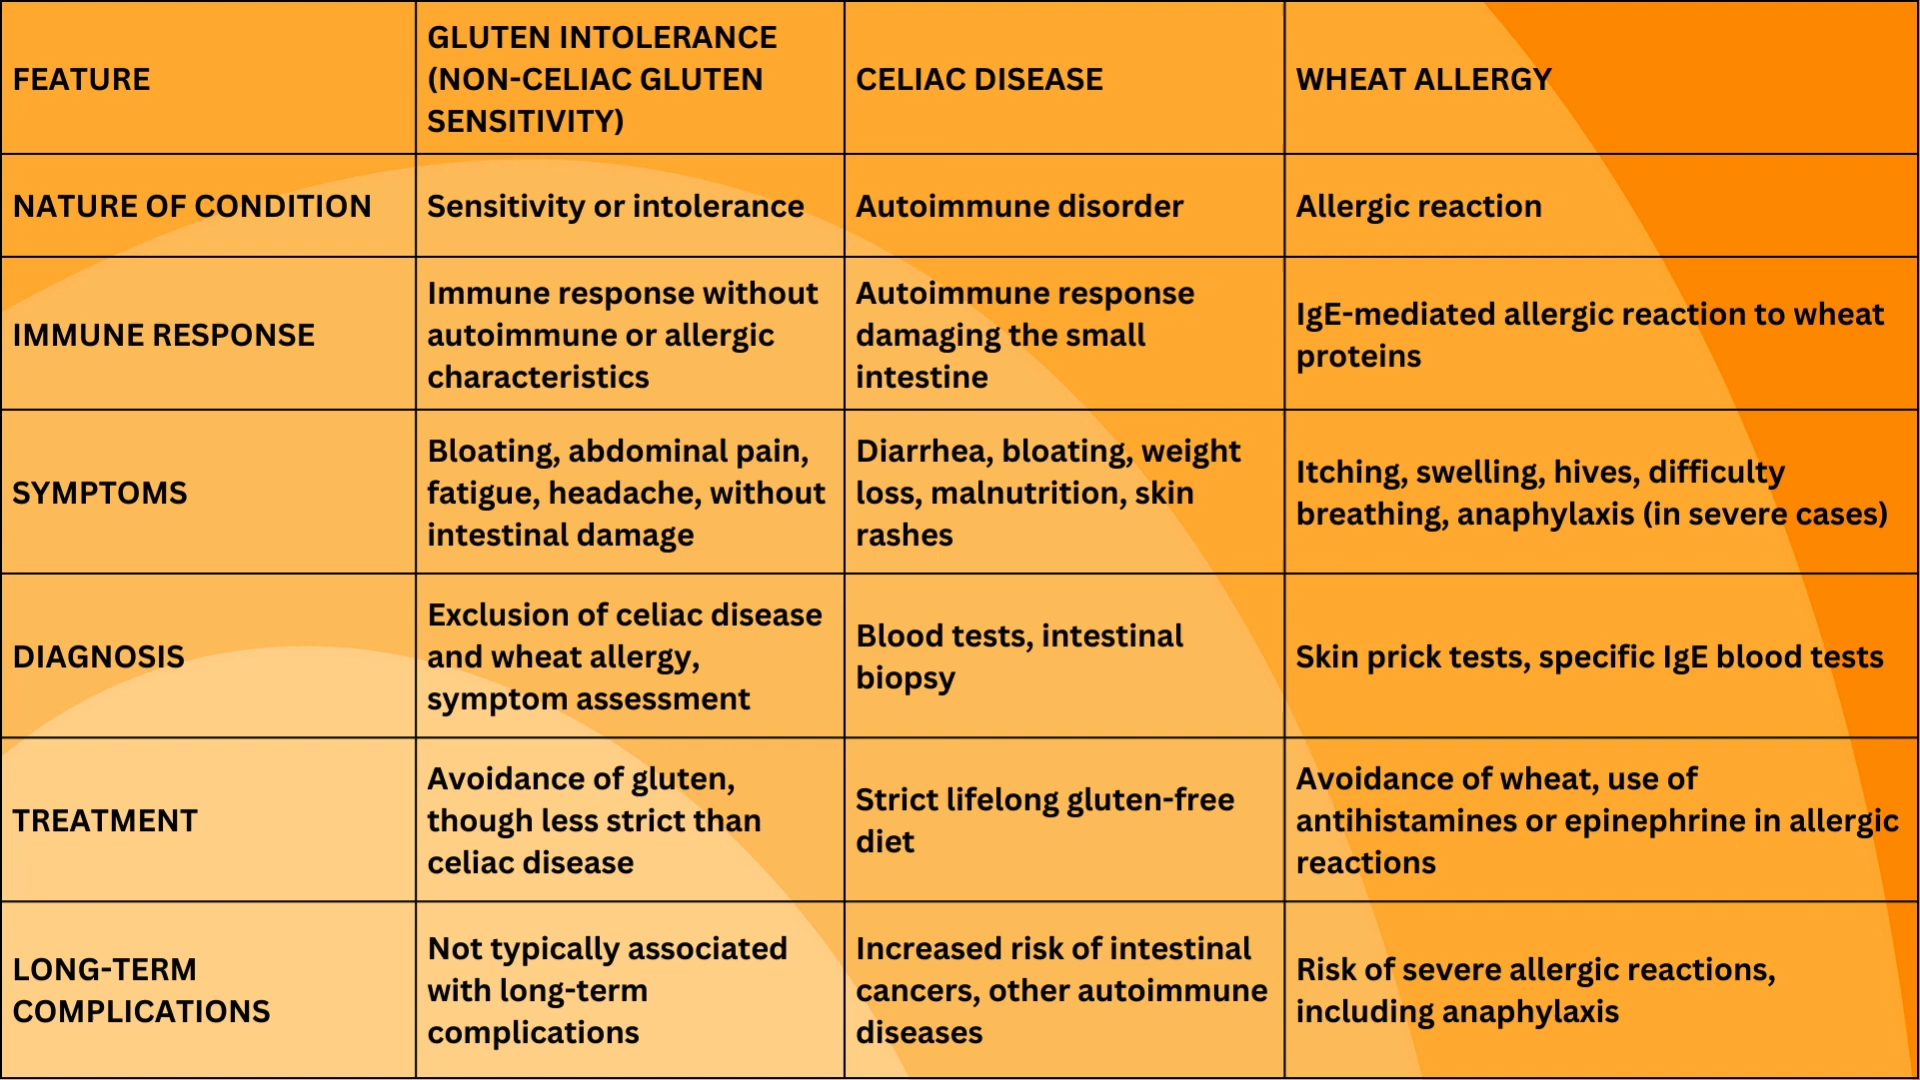 FEATURE
GLUTEN INTOLERANCE
(NON-CELIAC GLUTEN
SENSITIVITY)
CELIAC DISEASE
WHEAT ALLERGY
NATURE OF CONDITION
Sensitivity or intolerance
Autoimmune disorder
Allergic reaction
IMMUNE RESPONSE
Immune response without
autoimmune or allergic
characteristics
Autoimmune response
damaging the small
intestine
IgE-mediated allergic reaction to wheat
proteins
SYMPTOMS
Bloating, abdominal pain,
fatigue, headache, without
intestinal damage
Diarrhea, bloating, weight
loss, malnutrition, skin
rashes
Itching, swelling, hives, difficulty
breathing, anaphylaxis (in severe cases)
DIAGNOSIS
Exclusion of celiac disease
and wheat allergy,
symptom assessment
Blood tests, intestinal
biopsy
Skin prick tests, specific IgE blood tests
TREATMENT
Avoidance of gluten,
though less strict than
celiac disease
Strict lifelong gluten-free
diet
Avoidance of wheat, use of
antihistamines or epinephrine in allergic
reactions
LONG-TERM
COMPLICATIONS
Not typically associated
with long-term
complications
Increased risk of intestinal
cancers, other autoimmune
diseases
Risk of severe allergic reactions,
including anaphylaxis